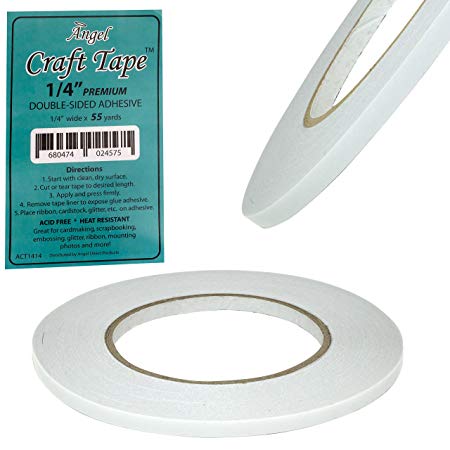 Angel
Craft Tape™
1/4” PREMIUM
DOUBLE-SIDED ADHESIVE
1/4" wide x 55 yards
680474 024575
Directions
1. Start with clean, dry surface.
2. Cut or tear tape to desired length.
3. Apply and press firmly.
4. Remove tape liner to expose glue adhesive.
5. Place ribbon, cardstock, glitter, etc. on adhesive.
ACID FREE * HEAT RESISTANT
Great for cardmaking, scrapbooking,
embossing, glitter, ribbon, mounting
photos and more!
ACT1414 Distributed by Angel Direct Products